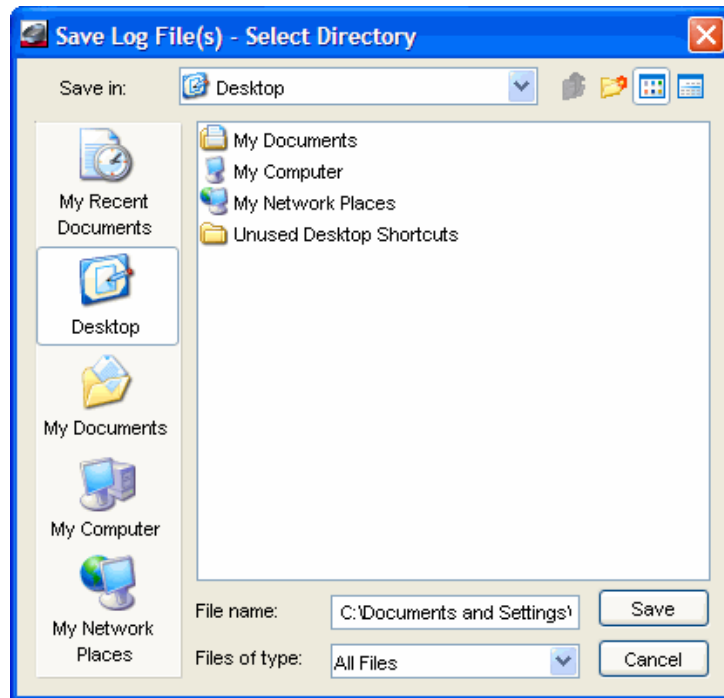 Save Log File(s) - Select Directory
Save in:
Desktop
My Recent
Documents
Desktop
My Documents
My Computer
My Network
Places
My Documents
My Computer
My Network Places
Unused Desktop Shortcuts
File name:
C:\Documents and Settings\
Save
Files of type:
All Files
Cancel